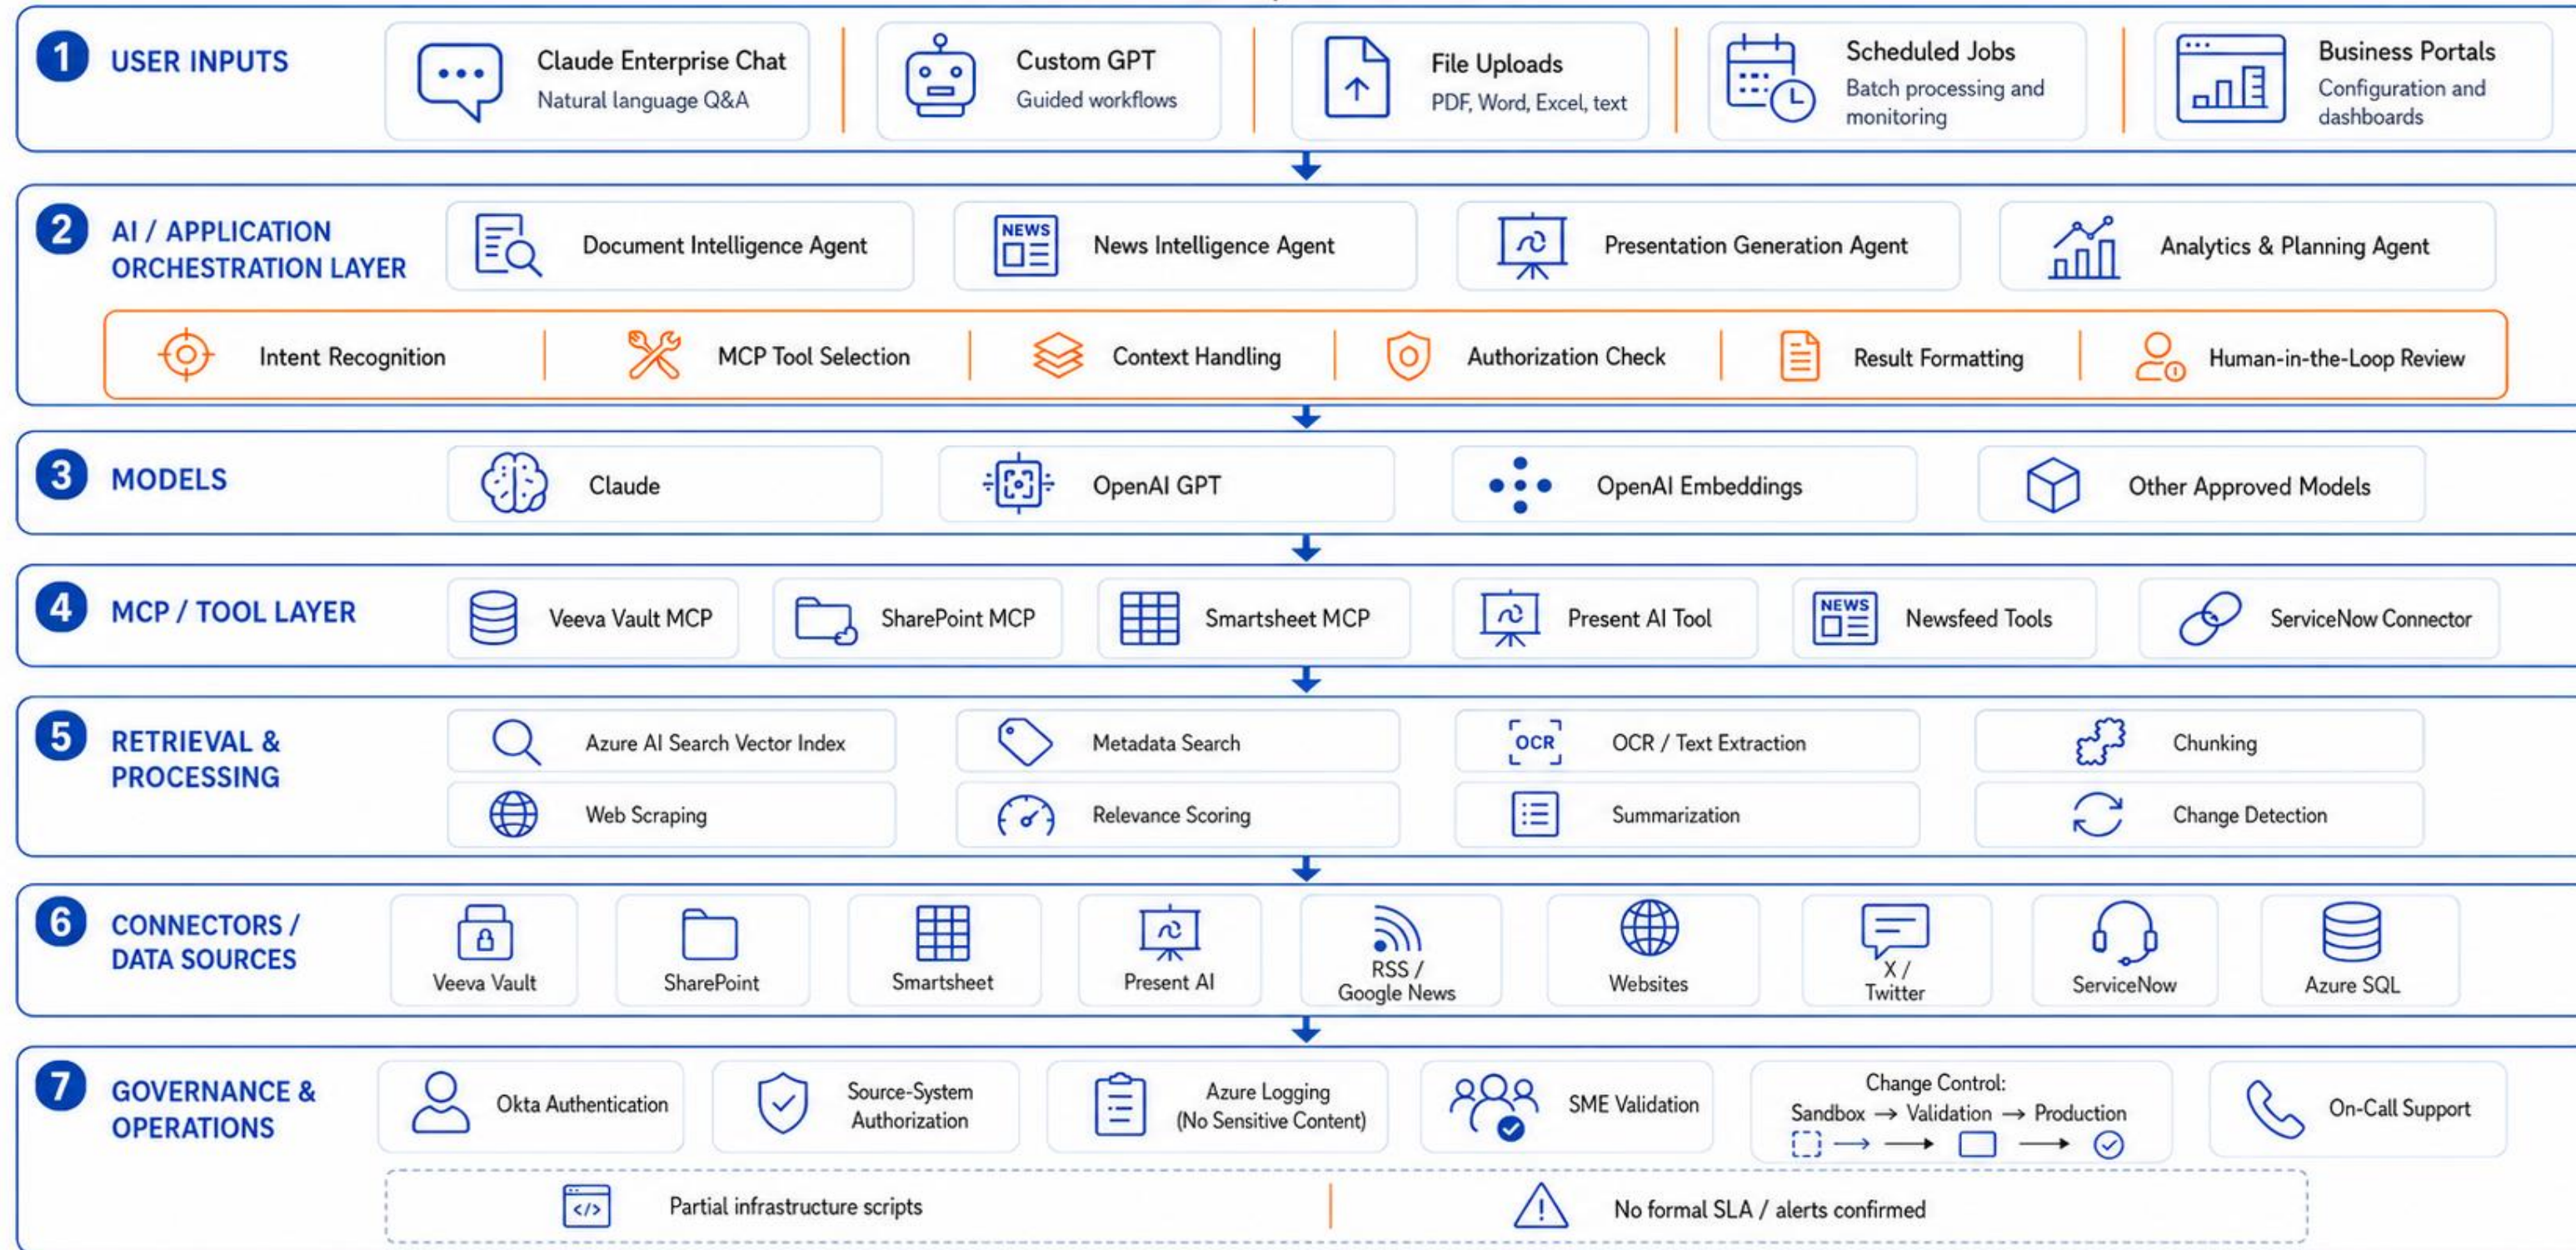 1
USER INPUTS
Claude Enterprise Chat
Natural language Q&A
Custom GPT
Guided workflows
File Uploads
PDF, Word, Excel, text
Scheduled Jobs
Batch processing and
monitoring
Business Portals
Configuration and
dashboards
2
AI / APPLICATION
ORCHESTRATION LAYER
Document Intelligence Agent
NEWS
News Intelligence Agent
Presentation Generation Agent
Analytics & Planning Agent
Intent Recognition
MCP Tool Selection
Context Handling
Authorization Check
Result Formatting
Human-in-the-Loop Review
3
MODELS
Claude
OpenAI GPT
OpenAI Embeddings
Other Approved Models
4
MCP / TOOL LAYER
Veeva Vault MCP
SharePoint MCP
Smartsheet MCP
Present AI Tool
NEWS
Newsfeed Tools
ServiceNow Connector
5
RETRIEVAL &
PROCESSING
Azure AI Search Vector Index
Metadata Search
OCR
OCR / Text Extraction
Chunking
Web Scraping
Relevance Scoring
Summarization
Change Detection
6
CONNECTORS /
DATA SOURCES
Veeva Vault
SharePoint
Smartsheet
Present AI
RSS /
Google News
Websites
X /
Twitter
ServiceNow
Azure SQL
7
GOVERNANCE &
OPERATIONS
Okta Authentication
Source-System
Authorization
Azure Logging
(No Sensitive Content)
SME Validation
Change Control:
Sandbox → Validation → Production
On-Call Support
</>
Partial infrastructure scripts
No formal SLA / alerts confirmed